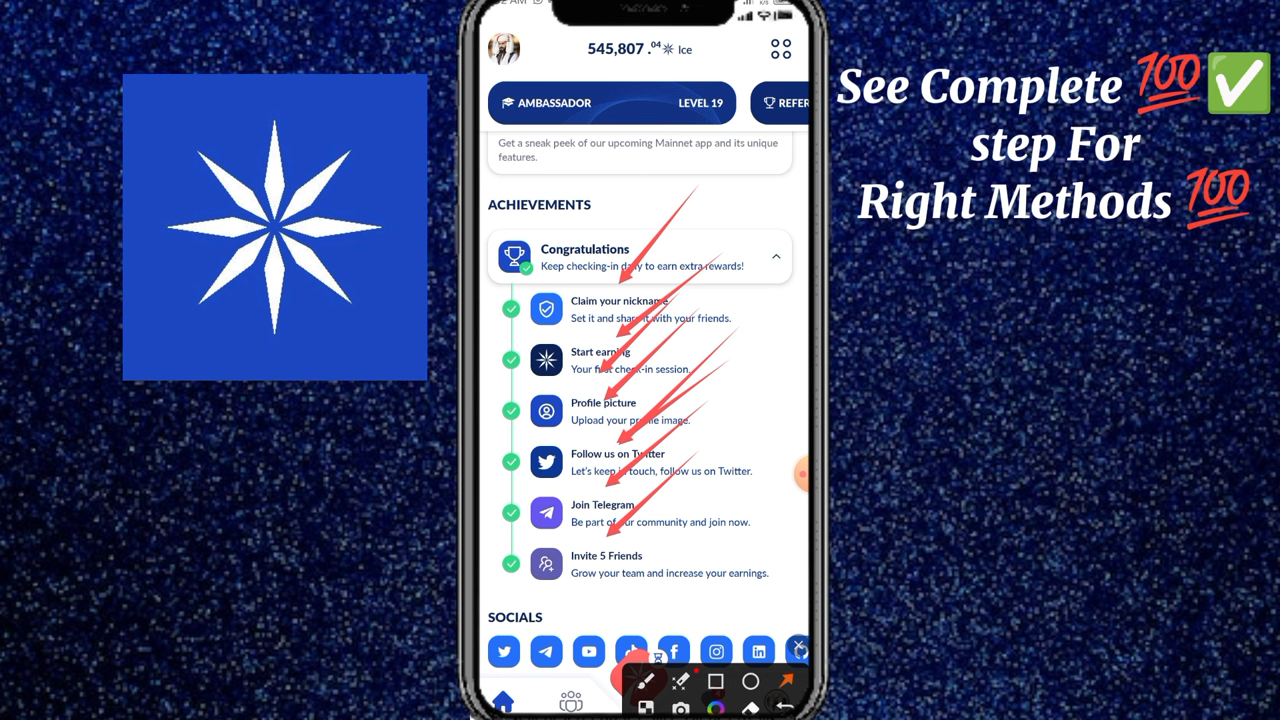 545,807 .04 Ice
AMBASSADOR LEVEL 19
REFER
Get a sneak peek of our upcoming Mainnet app and its unique
features.
ACHIEVEMENTS
Congratulations
Keep checking-in daily to earn extra rewards!
Claim your nickname
Set it and share it with your friends.
Start earning
Your first check-in session.
Profile picture
Upload your profile image.
Follow us on Twitter
Let's keep in touch, follow us on Twitter.
Join Telegram
Be part of our community and join now.
Invite 5 Friends
Grow your team and increase your earnings.
SOCIALS
See Complete 💯✅
step For
Right Methods 💯